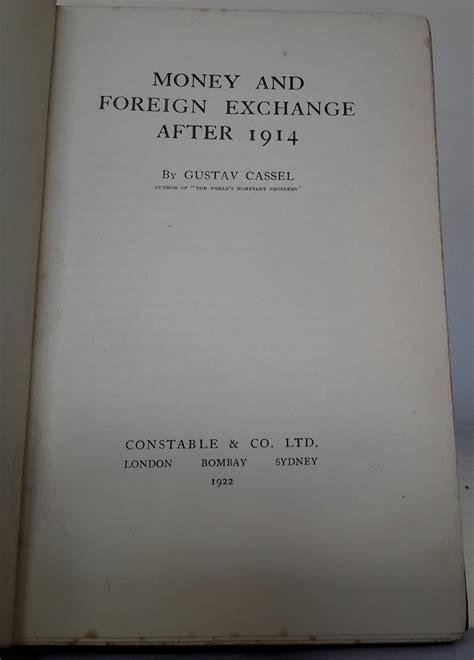 MONEY AND
FOREIGN EXCHANGE
AFTER 1914
By GUSTAV CASSEL
AUTHOR OF "THE WORLD'S MONETARY PROBLEMS"
CONSTABLE & CO. LTD.
LONDON BOMBAY SYDNEY
1922